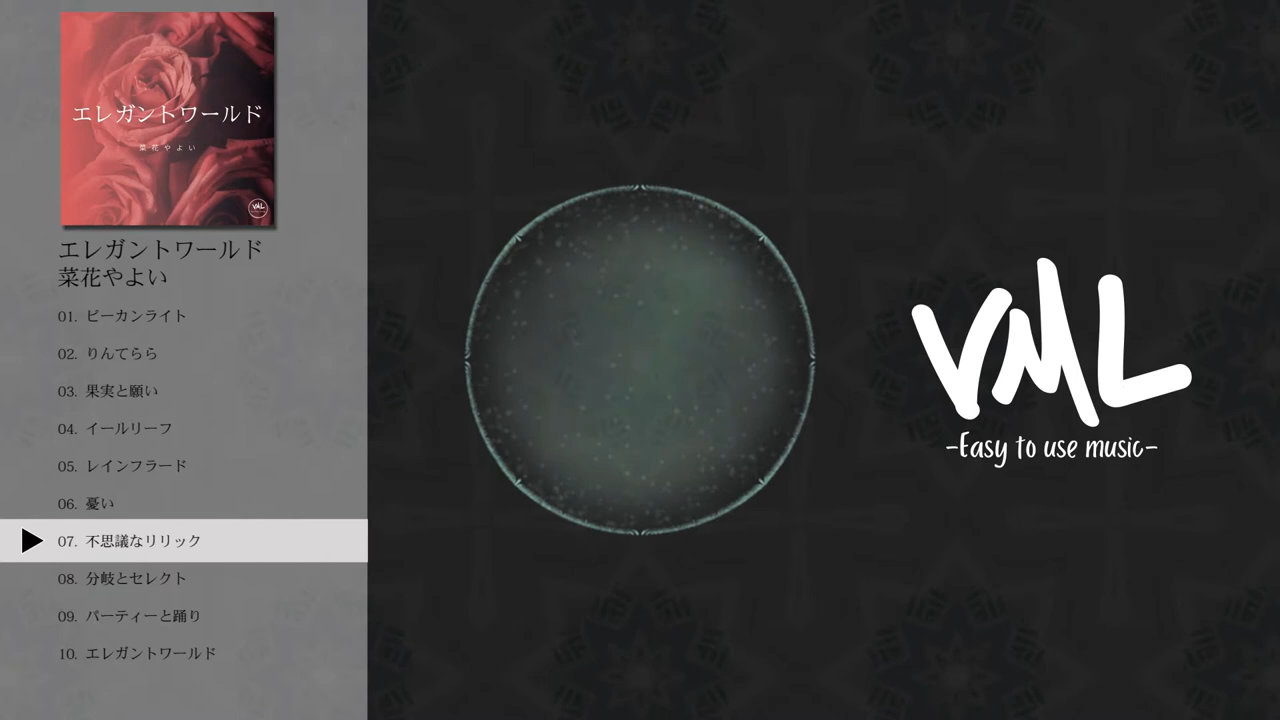 エレガントワールド
菜花やよい
VML
エレガントワールド
菜花やよい
01. ビーカンライト
02. りんてらら
03. 果実と願い
04. イールリーフ
05. レインフラード
06. 憂い
07. 不思議なリリック
08. 分岐とセレクト
09. パーティーと踊り
10. エレガントワールド
VML
-Easy to use music-